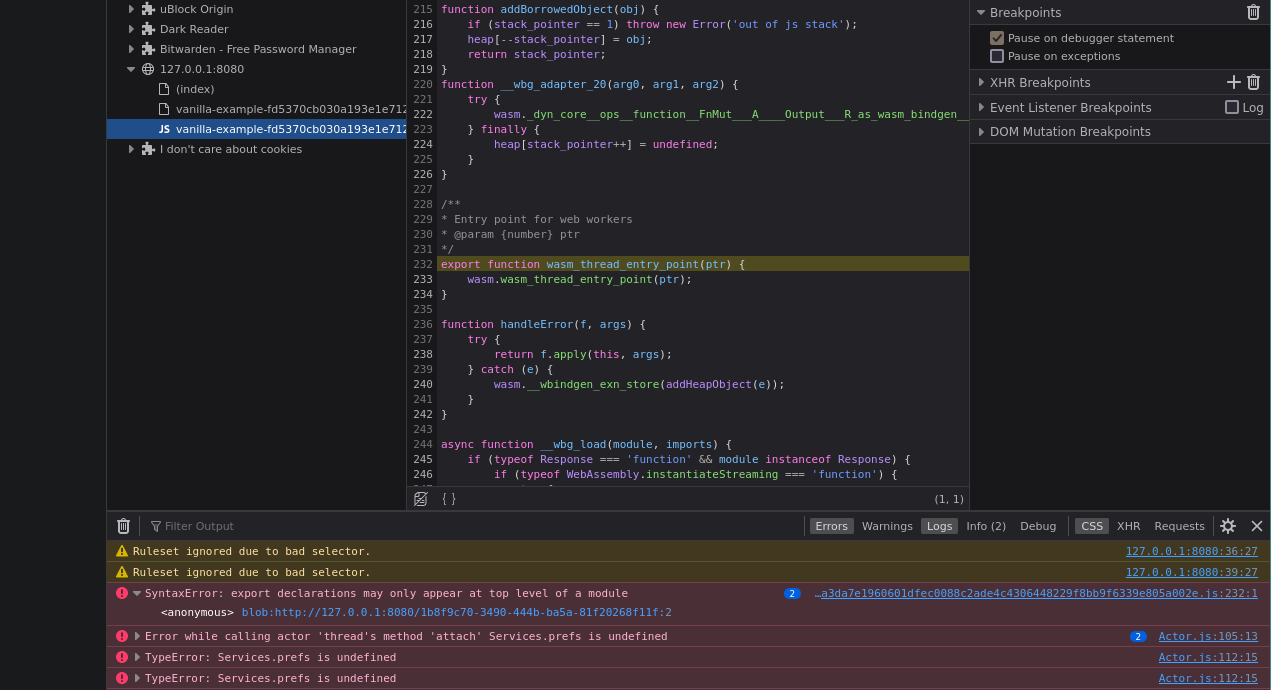 uBlock Origin
Dark Reader
Bitwarden - Free Password Manager
127.0.0.1:8080
(index)
vanilla-example-fd5370cb030a193e1e712
JS vanilla-example-fd5370cb030a193e1e712
I don't care about cookies
215 function addBorrowedObject(obj) {
216 if (stack_pointer == 1) throw new Error('out of js stack');
217 heap[--stack_pointer] = obj;
218 return stack_pointer;
219 }
220 function __wbg_adapter_20(arg0, arg1, arg2) {
221 try {
222 wasm._dyn_core__ops__function__FnMut___A____Output___R_as_wasm_bindgen__
223 } finally {
224 heap[stack_pointer++] = undefined;
225 }
226 }
227
228 /**
229 * Entry point for web workers
230 * @param {number} ptr
231 */
232 export function wasm_thread_entry_point(ptr) {
233 wasm.wasm_thread_entry_point(ptr);
234 }
235
236 function handleError(f, args) {
237 try {
238 return f.apply(this, args);
239 } catch (e) {
240 wasm.__wbindgen_exn_store(addHeapObject(e));
241 }
242 }
243
244 async function __wbg_load(module, imports) {
245 if (typeof Response === 'function' && module instanceof Response) {
246 if (typeof WebAssembly.instantiateStreaming === 'function') {
{ } (1, 1)
Breakpoints
Pause on debugger statement
Pause on exceptions
XHR Breakpoints
Event Listener Breakpoints Log
DOM Mutation Breakpoints
Filter Output Errors Warnings Logs Info (2) Debug CSS XHR Requests
Ruleset ignored due to bad selector. 127.0.0.1:8080:36:27
Ruleset ignored due to bad selector. 127.0.0.1:8080:39:27
SyntaxError: export declarations may only appear at top level of a module 2 …a3da7e1960601dfec0088c2ade4c4306448229f8bb9f6339e805a002e.js:232:1
<anonymous> blob:http://127.0.0.1:8080/1b8f9c70-3490-444b-ba5a-81f20268f11f:2
Error while calling actor 'thread's method 'attach' Services.prefs is undefined 2 Actor.js:105:13
TypeError: Services.prefs is undefined Actor.js:112:15
TypeError: Services.prefs is undefined Actor.js:112:15